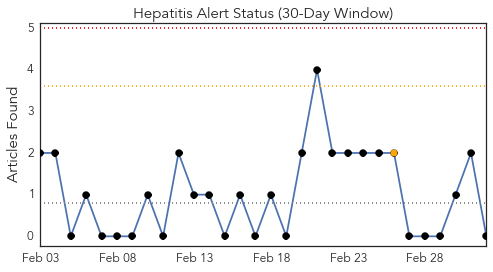 Hepatitis Alert Status (30-Day Window)
Articles Found
5
4
3
2
1
0
Feb 03 Feb 08 Feb 13 Feb 18 Feb 23 Feb 28